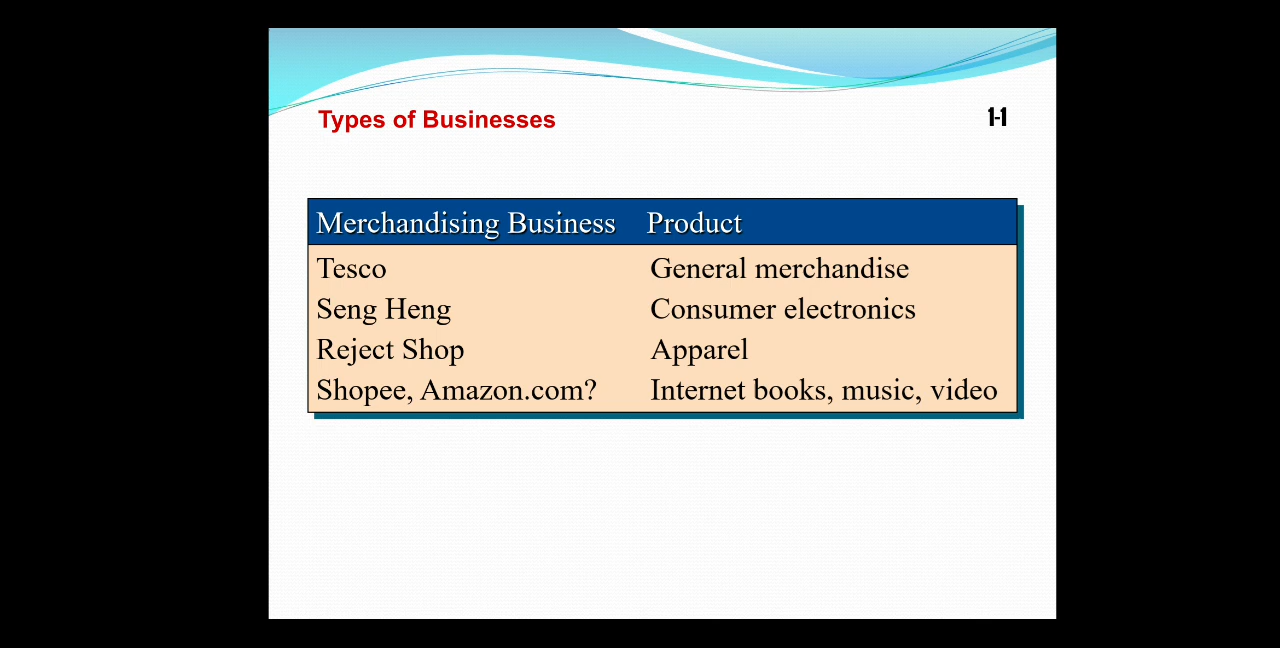 Types of Businesses 1-1
Merchandising Business Product
Tesco General merchandise
Seng Heng Consumer electronics
Reject Shop Apparel
Shopee, Amazon.com? Internet books, music, video